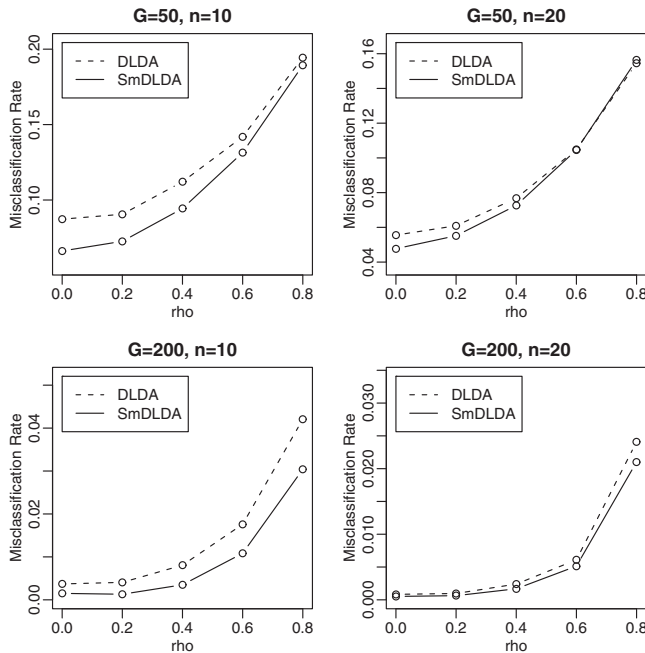 G=50, n=10
DLDA
SmDLDA
Misclassification Rate
0.10
0.15
0.20
0.0 0.2 0.4 0.6 0.8
rho
G=50, n=20
DLDA
SmDLDA
Misclassification Rate
0.04
0.08
0.12
0.16
0.0 0.2 0.4 0.6 0.8
rho
G=200, n=10
DLDA
SmDLDA
Misclassification Rate
0.00
0.02
0.04
0.0 0.2 0.4 0.6 0.8
rho
G=200, n=20
DLDA
SmDLDA
Misclassification Rate
0.000
0.010
0.020
0.030
0.0 0.2 0.4 0.6 0.8
rho